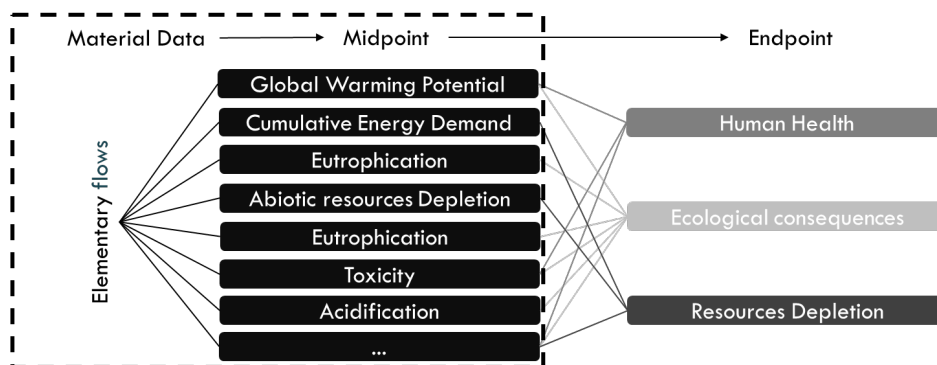 Material Data
Midpoint
Endpoint
Elementary flows
Global Warming Potential
Cumulative Energy Demand
Eutrophication
Abiotic resources Depletion
Eutrophication
Toxicity
Acidification
...
Human Health
Ecological consequences
Resources Depletion